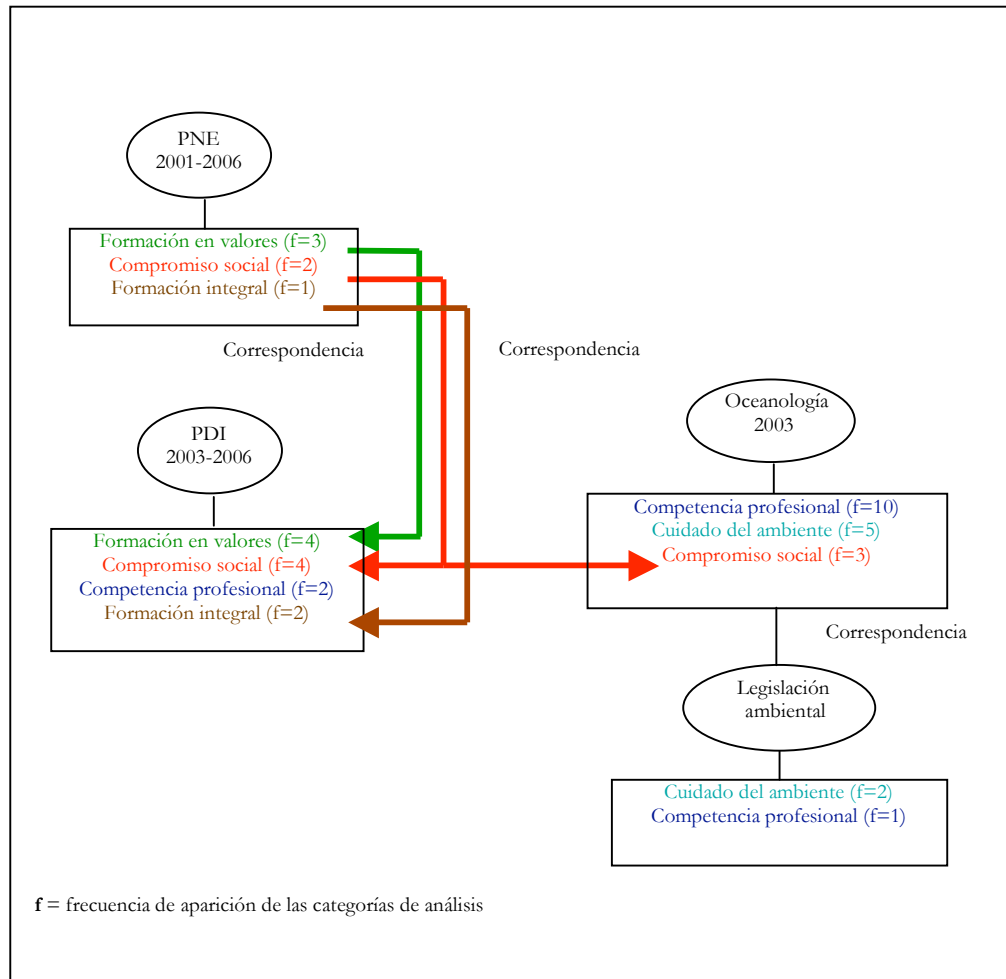 PNE
2001-2006
Formación en valores (f=3)
Compromiso social (f=2)
Formación integral (f=1)
Correspondencia
Correspondencia
PDI
2003-2006
Formación en valores (f=4)
Compromiso social (f=4)
Competencia profesional (f=2)
Formación integral (f=2)
Oceanología
2003
Competencia profesional (f=10)
Cuidado del ambiente (f=5)
Compromiso social (f=3)
Correspondencia
Legislación
ambiental
Cuidado del ambiente (f=2)
Competencia profesional (f=1)
f = frecuencia de aparición de las categorías de análisis